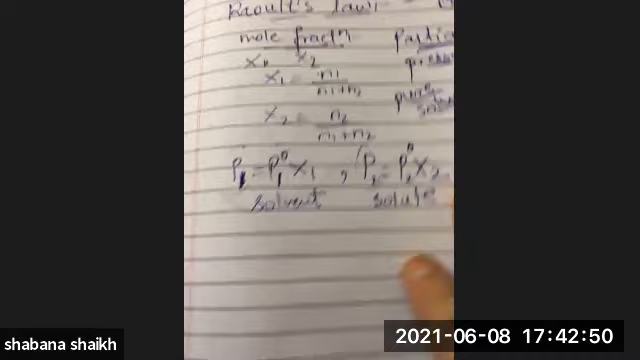 Raoult's law
mole fractn
x₁, x₂
x₁ = n₁ / n₁+n₂
x₂ = n₂ / n₁+n₂
P₁ = P₁⁰x₁ , P₂ = P₂⁰x₂
solvent solute
shabana shaikh
2021-06-08 17:42:50